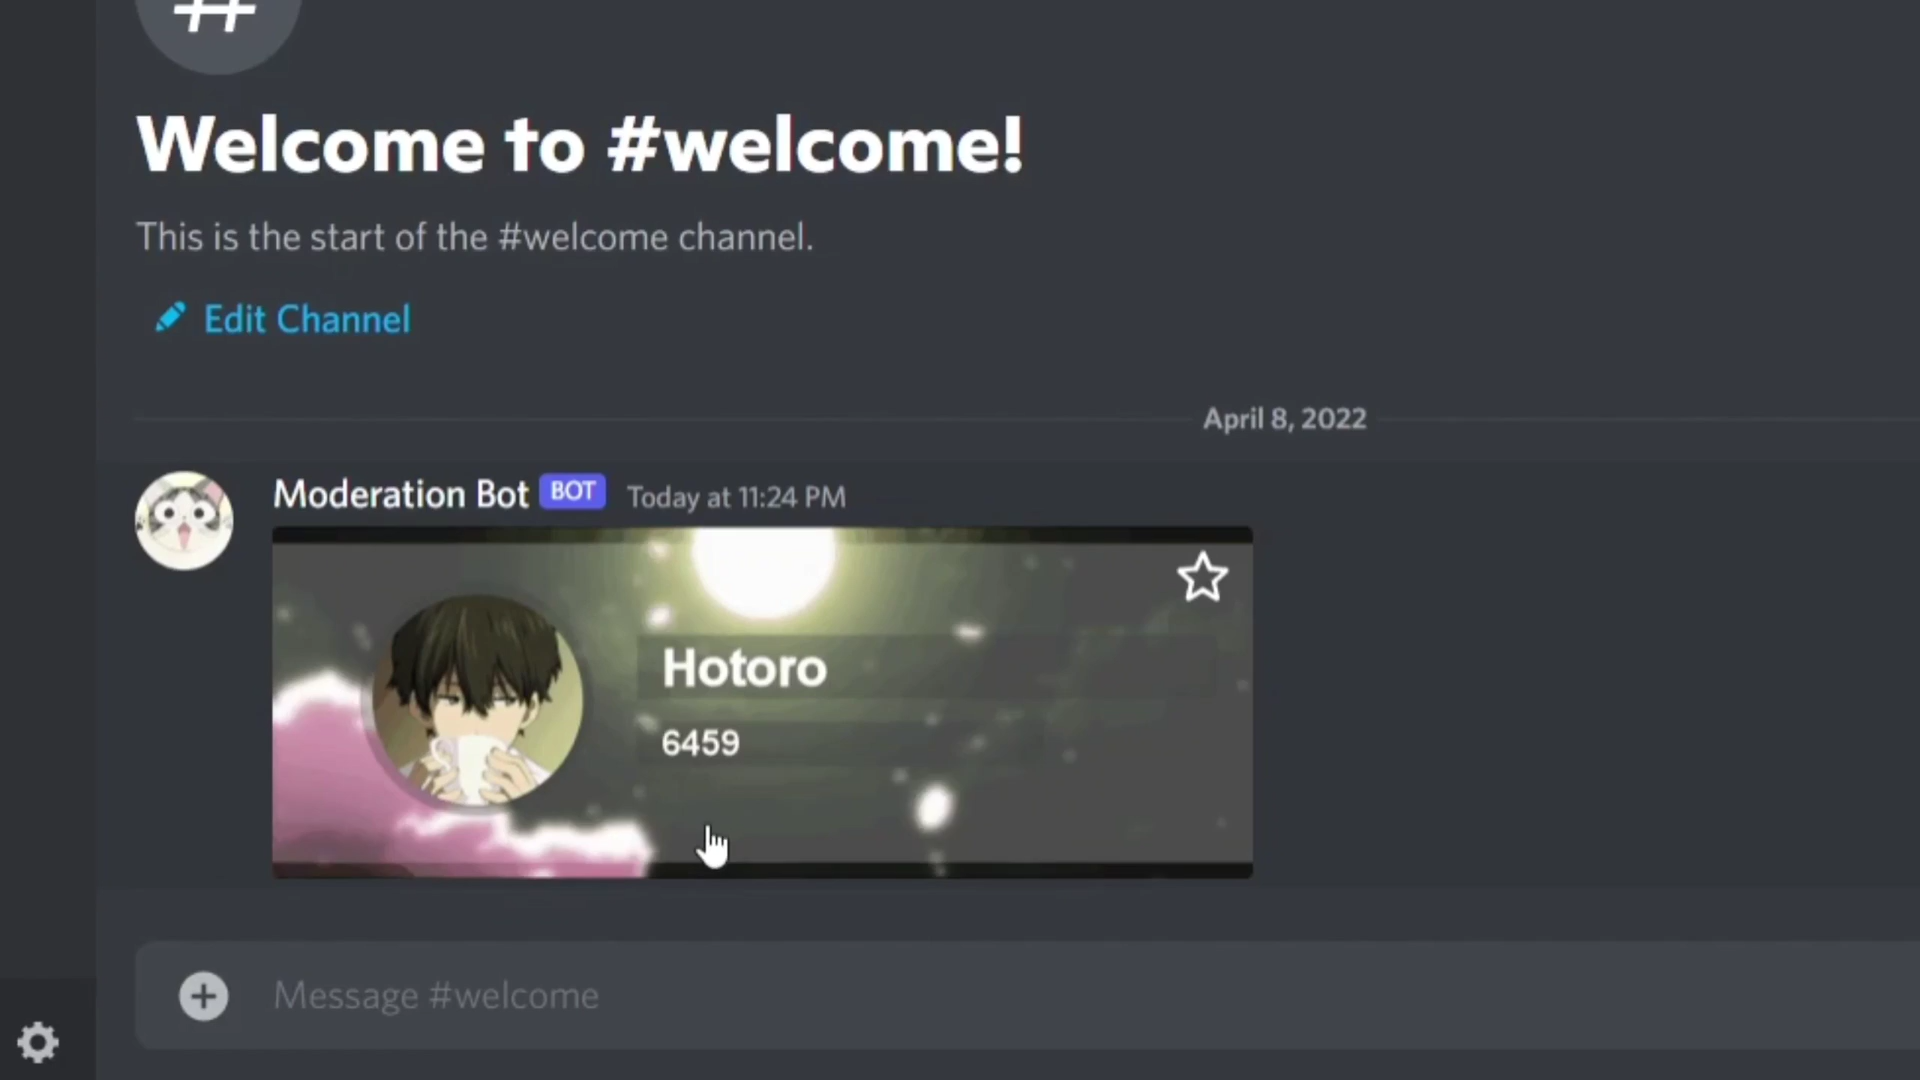 #
Welcome to #welcome!
This is the start of the #welcome channel.
Edit Channel
April 8, 2022
Moderation Bot BOT Today at 11:24 PM
Hotoro
6459
Message #welcome